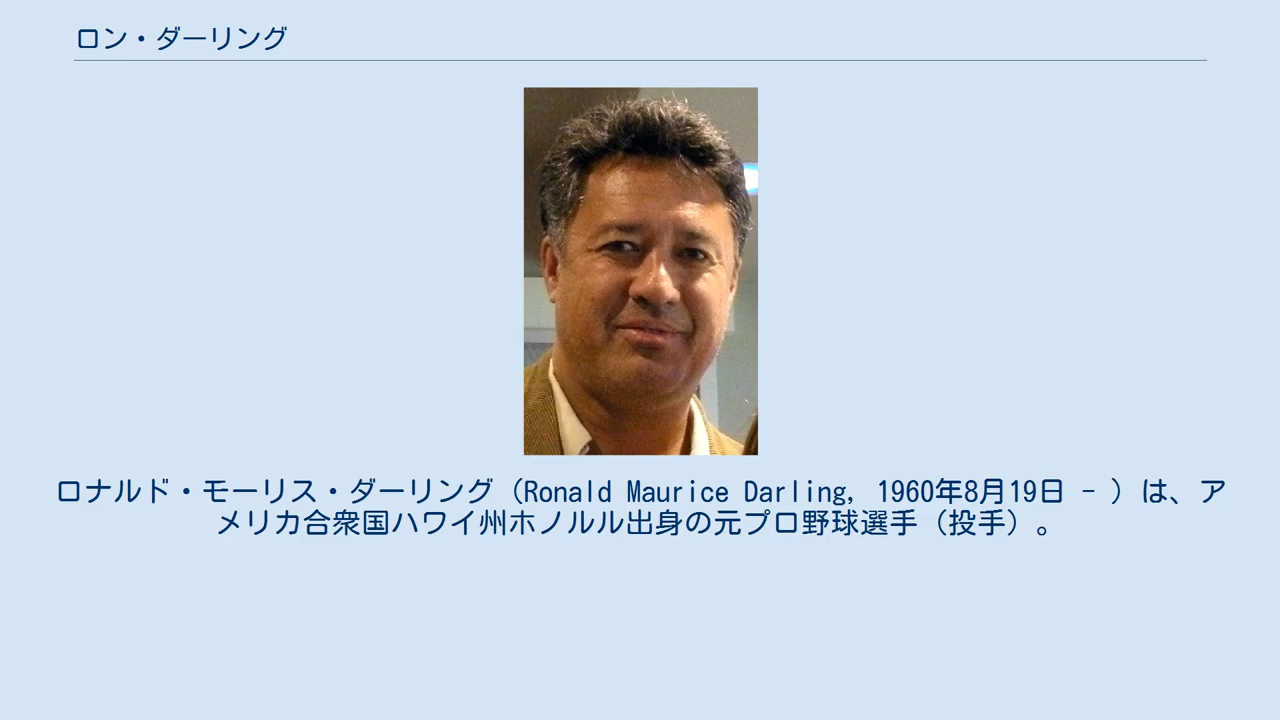 ロン・ダーリング
ロナルド・モーリス・ダーリング（Ronald Maurice Darling, 1960年8月19日 - ）は、ア
メリカ合衆国ハワイ州ホノルル出身の元プロ野球選手（投手）。